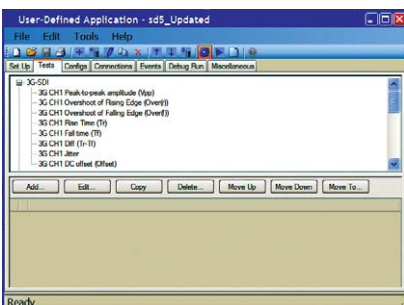 User-Defined Application - sd5_Updated
File Edit Tools Help
Set Up Tests Configs Connections Events Debug Run Miscellaneous
3G-SDI
3G CH1 Peak-to-peak amplitude (Vpp)
3G CH1 Overshoot of Rising Edge (Over(r))
3G CH1 Overshoot of Falling Edge (Over(f))
3G CH1 Rise Time (Tr)
3G CH1 Fall time (Tf)
3G CH1 Diff (Tr-Tf)
3G CH1 Jitter
3G CH1 DC offset (Offset)
Add... Edit... Copy Delete... Move Up Move Down Move To...
Ready